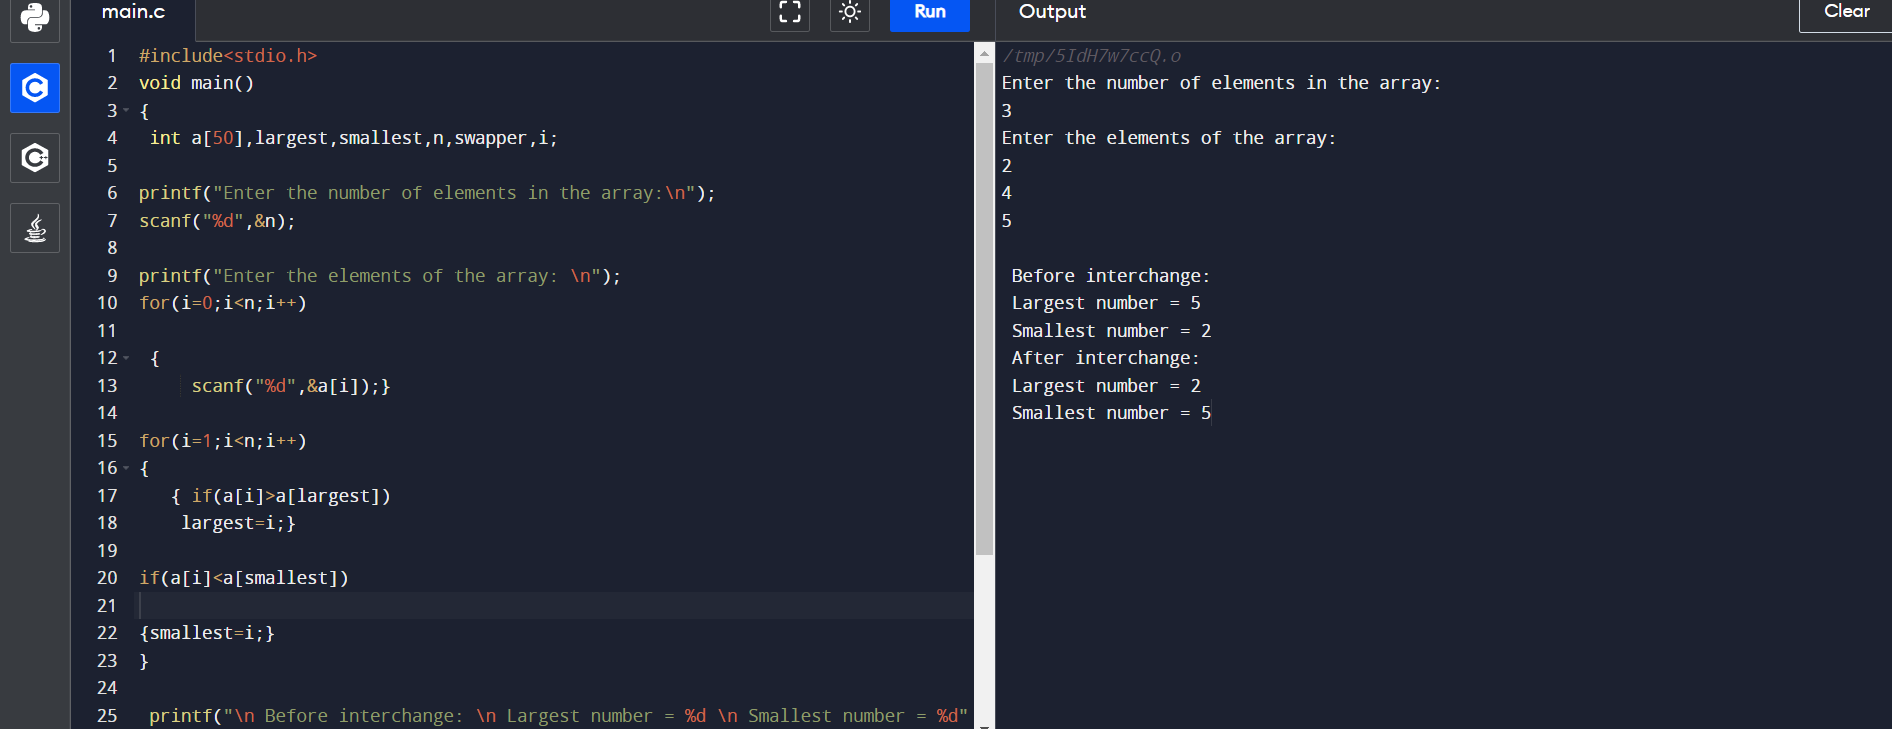 main.c
Run
Output
Clear
1 #include<stdio.h>
2 void main()
3 {
4 int a[50],largest,smallest,n,swapper,i;
5
6 printf("Enter the number of elements in the array:\n");
7 scanf("%d",&n);
8
9 printf("Enter the elements of the array: \n");
10 for(i=0;i<n;i++)
11
12 {
13 scanf("%d",&a[i]);}
14
15 for(i=1;i<n;i++)
16 {
17 { if(a[i]>a[largest])
18 largest=i;}
19
20 if(a[i]<a[smallest])
21
22 {smallest=i;}
23 }
24
25 printf("\n Before interchange: \n Largest number = %d \n Smallest number = %d"
/tmp/5IdH7w7ccQ.o
Enter the number of elements in the array:
3
Enter the elements of the array:
2
4
5
Before interchange:
Largest number = 5
Smallest number = 2
After interchange:
Largest number = 2
Smallest number = 5